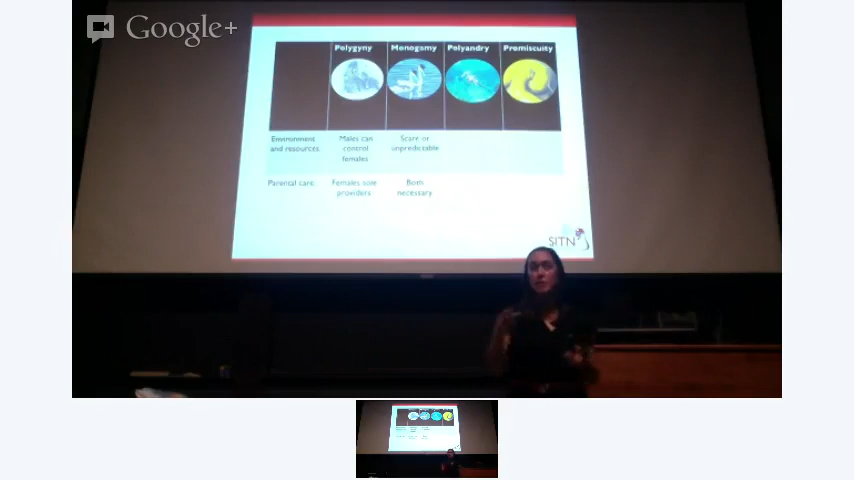 Google+
Polygyny Monogamy Polyandry Promiscuity
Environment and resources
Males can control females
Scarce or unpredictable
Parental care
Females sole providers
Both necessary
SITN